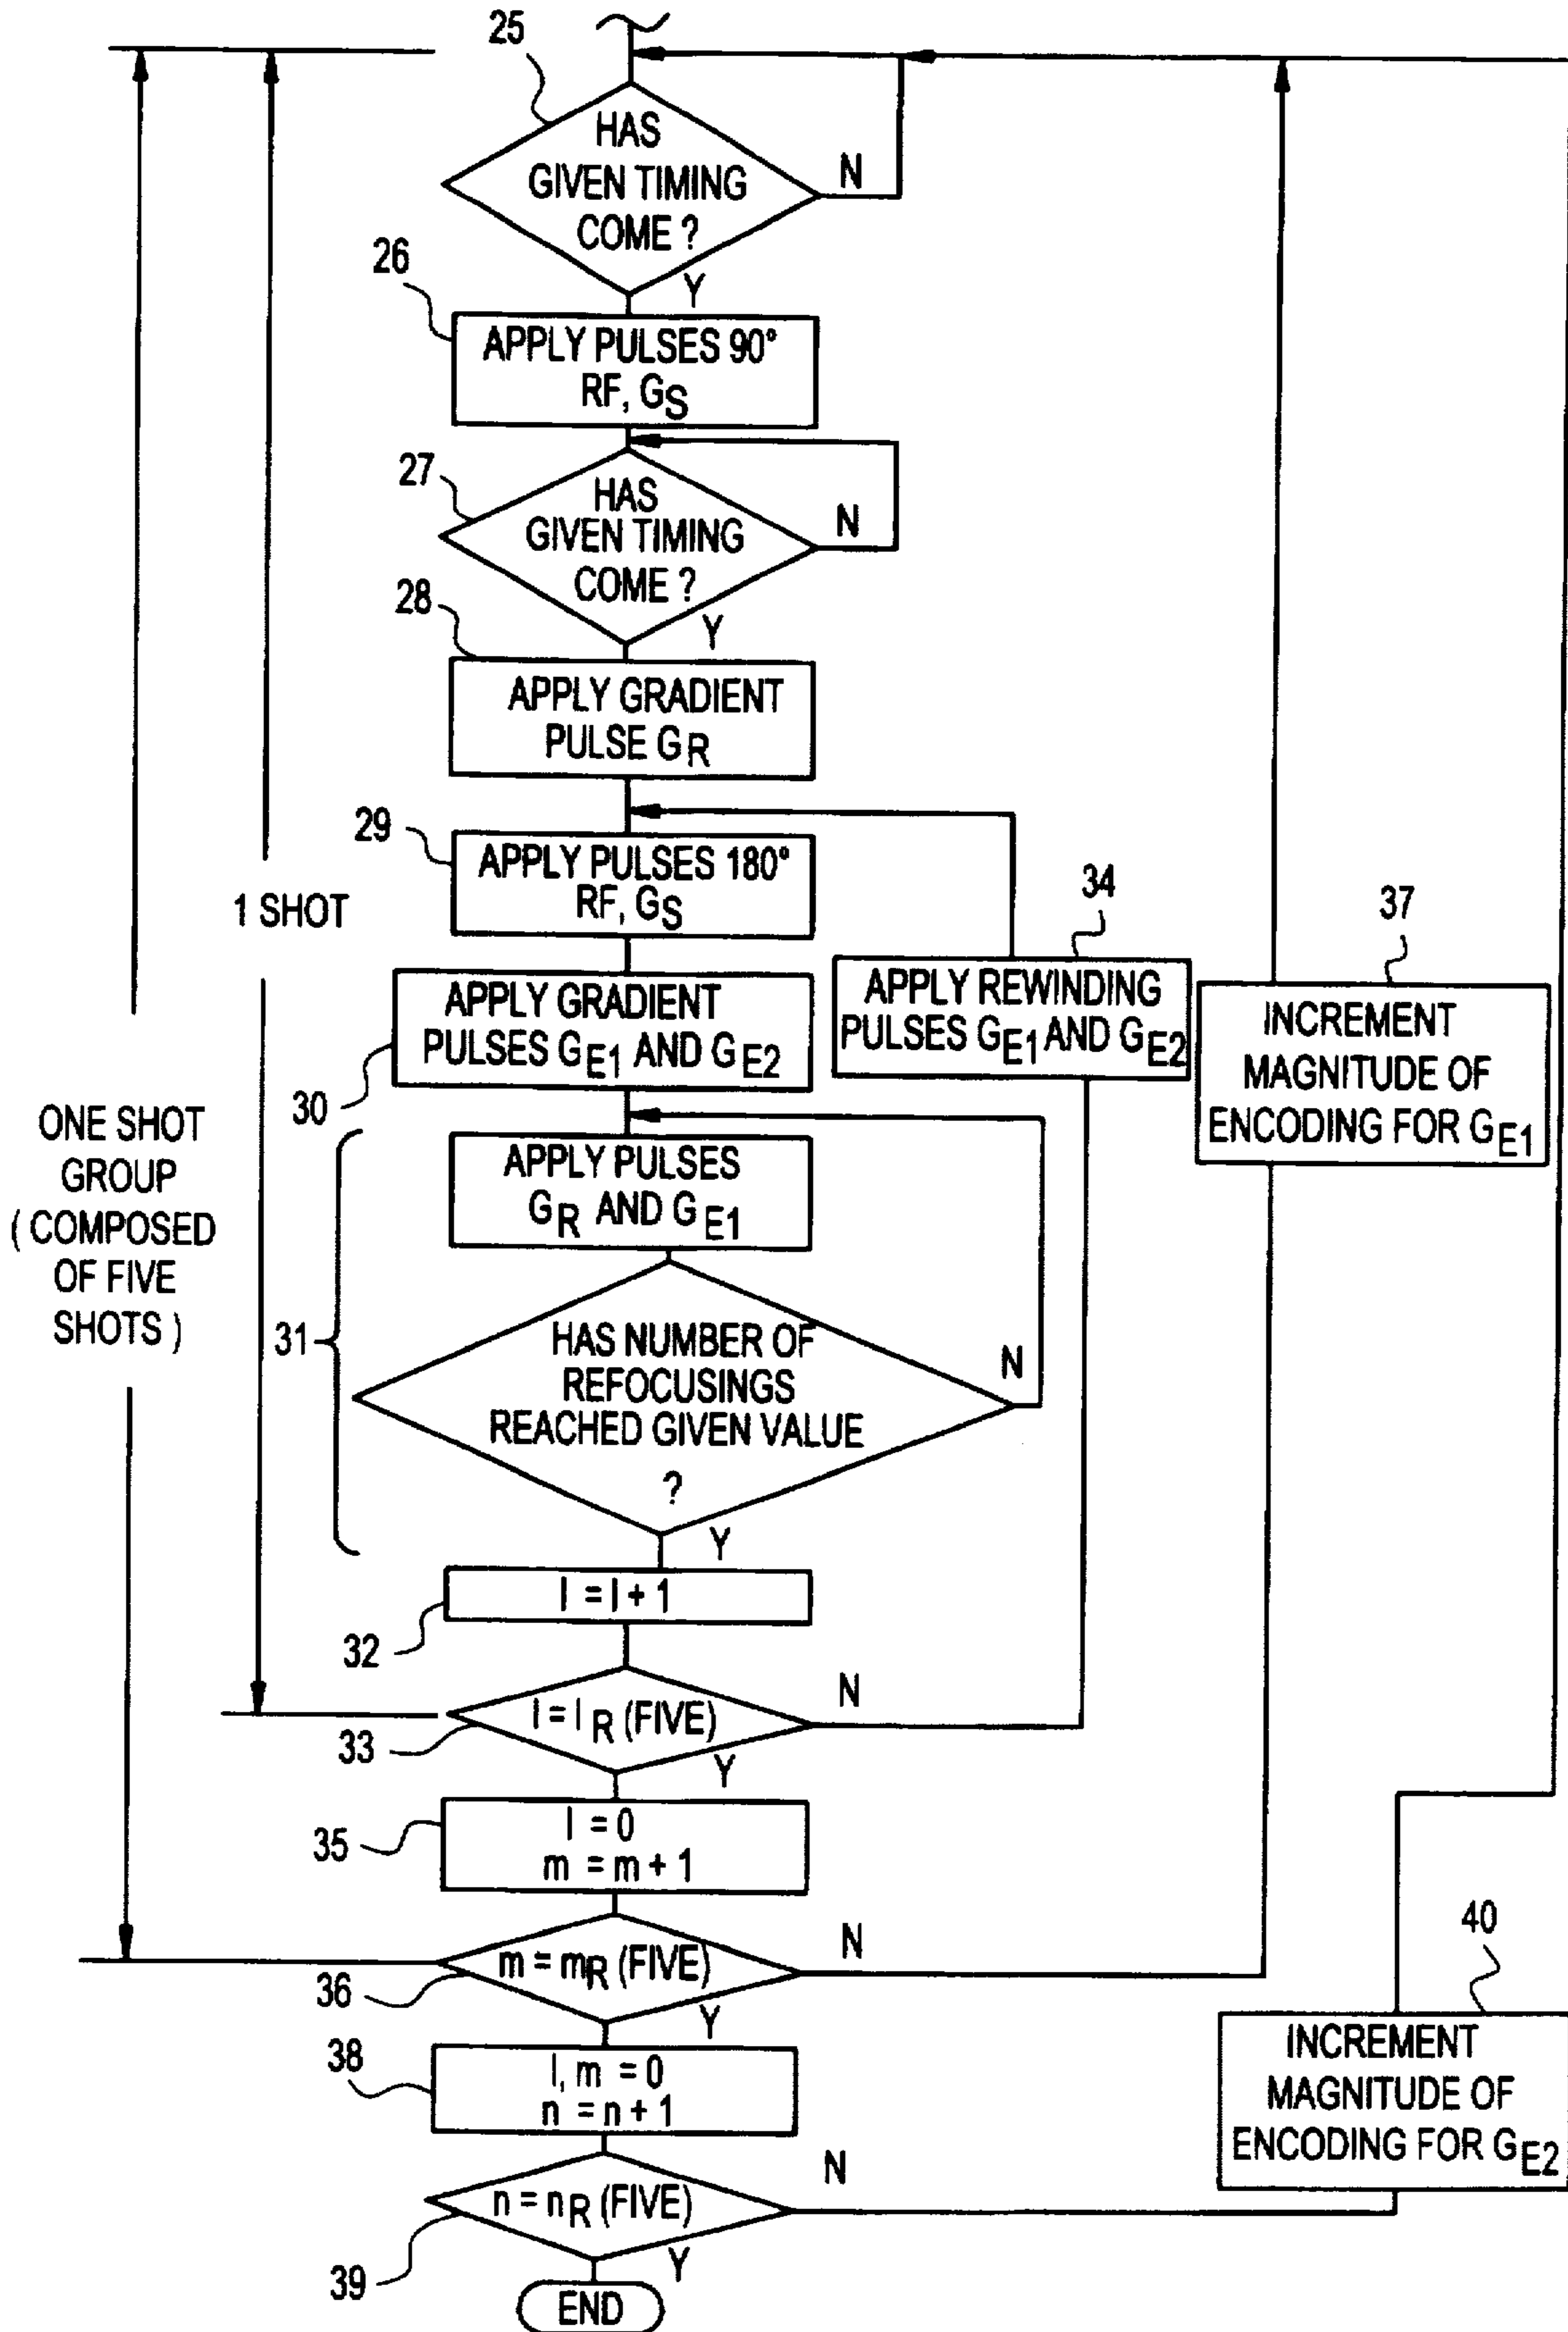 25
HAS
GIVEN TIMING
COME ?
N
Y
26
APPLY PULSES 90°
RF, GS
27
HAS
GIVEN TIMING
COME ?
N
Y
28
APPLY GRADIENT
PULSE GR
29
APPLY PULSES 180°
RF, GS
1 SHOT
34
APPLY REWINDING
PULSES GE1 AND GE2
37
INCREMENT
MAGNITUDE OF
ENCODING FOR GE1
30
APPLY GRADIENT
PULSES GE1 AND GE2
ONE SHOT
GROUP
( COMPOSED
OF FIVE
SHOTS )
31
APPLY PULSES
GR AND GE1
HAS NUMBER OF
REFOCUSINGS
REACHED GIVEN VALUE
?
N
Y
32
l = l + 1
33
l = lR (FIVE)
N
Y
35
l = 0
m = m + 1
36
m = mR (FIVE)
N
Y
40
INCREMENT
MAGNITUDE OF
ENCODING FOR GE2
38
l, m = 0
n = n + 1
39
n = nR (FIVE)
N
Y
END